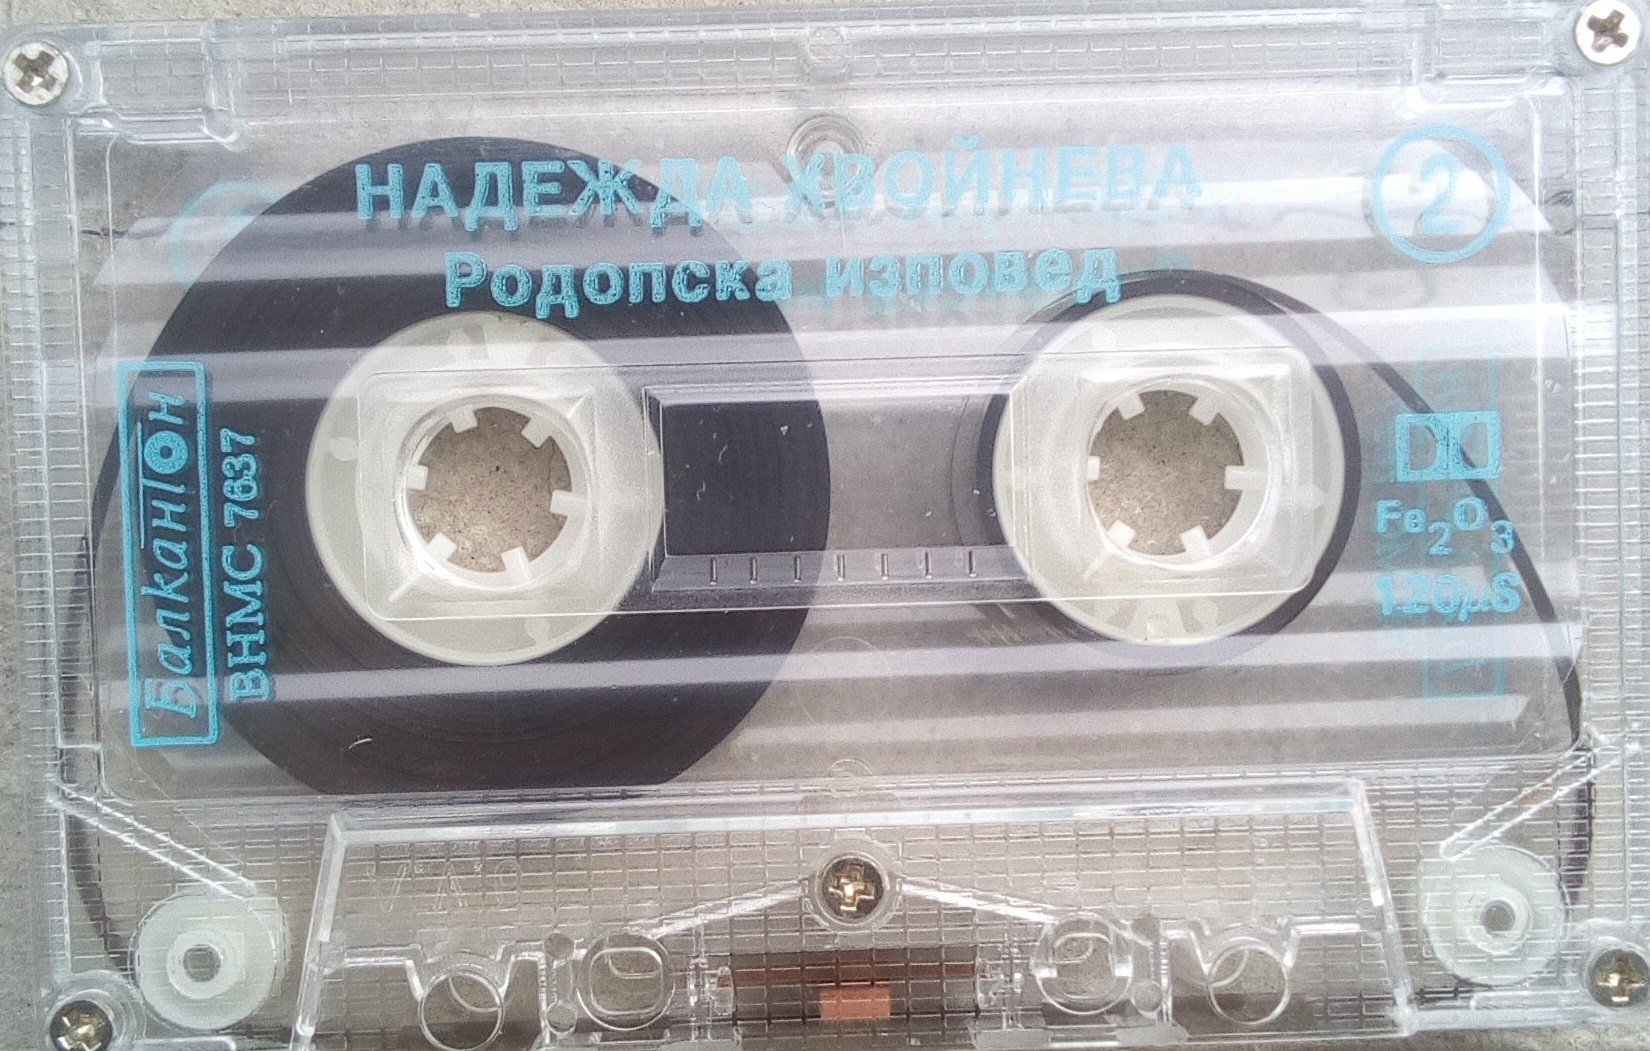 НАДЕЖДА ХВОЙНЕВА
2
Родопска изповед
Балкантон
ВНМС 7637
Fe2O3
120µS